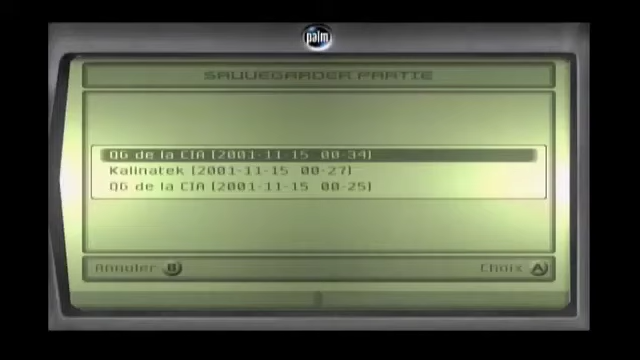 palm
SAUVEGARDER PARTIE
QG de la CIA (2001-11-15 00-34)
Kalinatek (2001-11-15 00-27)
QG de la CIA (2001-11-15 00-25)
Annuler B
Choix A